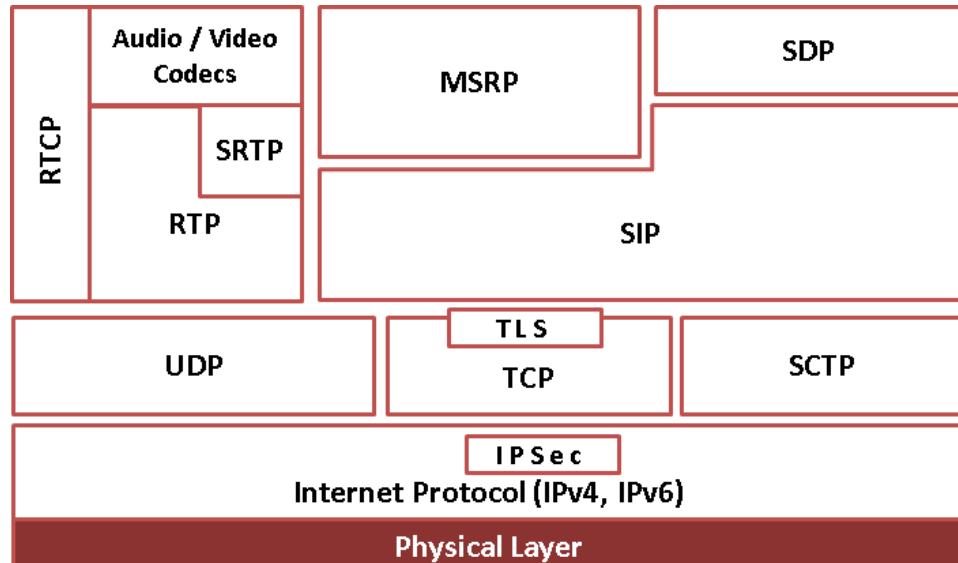 RTCP
Audio / Video
Codecs
SRTP
RTP
MSRP
SDP
SIP
UDP
TLS
TCP
SCTP
IPSec
Internet Protocol (IPv4, IPv6)
Physical Layer